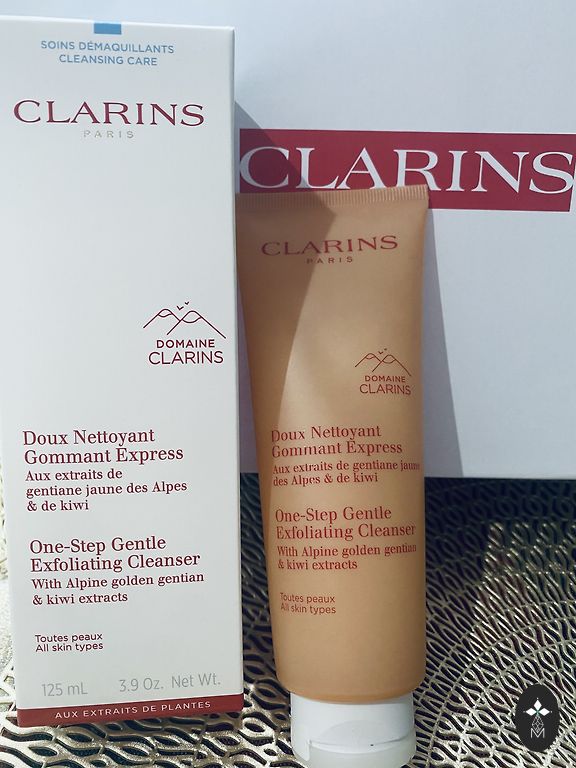 SOINS DÉMAQUILLANTS
CLEANSING CARE
CLARINS
PARIS
DOMAINE
CLARINS
Doux Nettoyant
Gommant Express
Aux extraits de
gentiane jaune des Alpes
& de kiwi
One-Step Gentle
Exfoliating Cleanser
With Alpine golden gentian
& kiwi extracts
Toutes peaux
All skin types
125 mL 3.9 Oz. Net Wt.
AUX EXTRAITS DE PLANTES
CLARINS
CLARINS
PARIS
DOMAINE
CLARINS
Doux Nettoyant
Gommant Express
Aux extraits de gentiane jaune
des Alpes & de kiwi
One-Step Gentle
Exfoliating Cleanser
With Alpine golden gentian
& kiwi extracts
Toutes peaux
All skin types